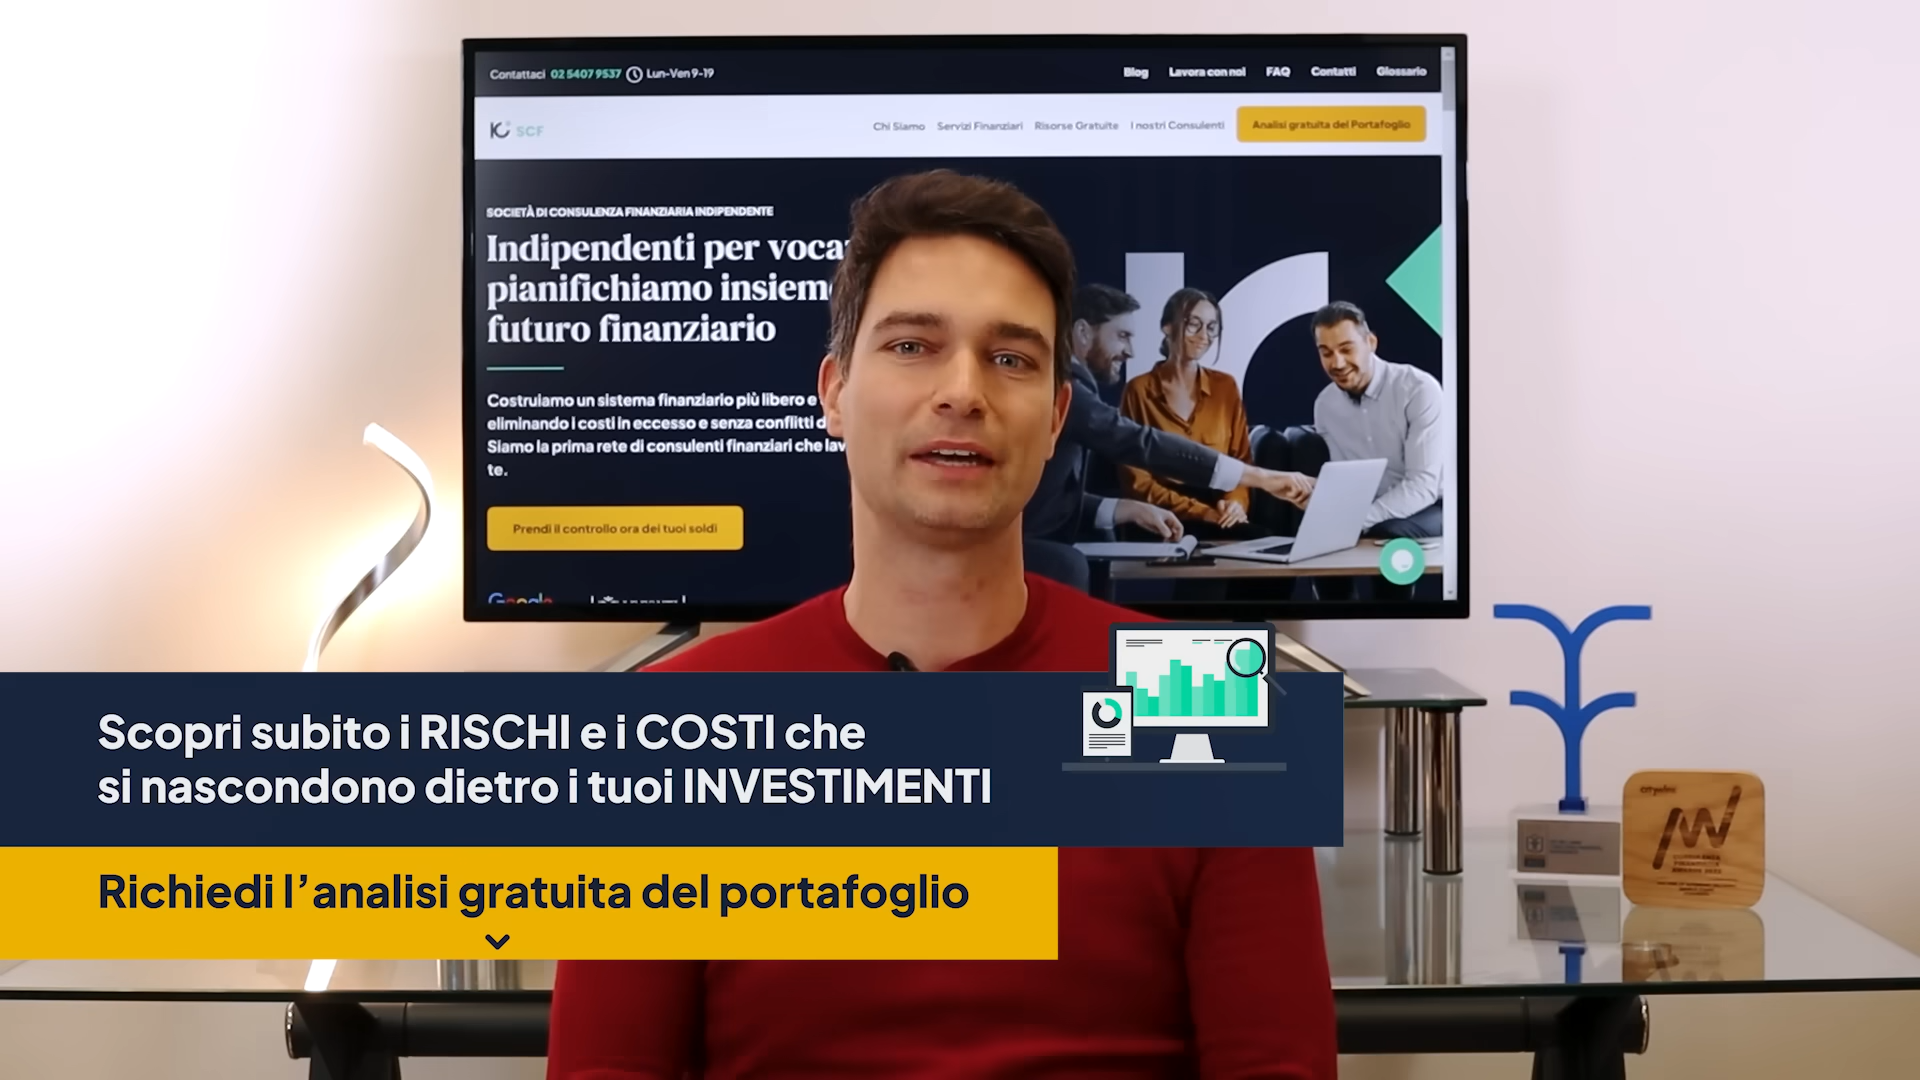 Contattaci 02 5407 9537 Lun-Ven 9-19
Blog Lavora con noi FAQ Contatti Glossario
SCF
Chi Siamo Servizi Finanziari Risorse Gratuite I nostri Consulenti Analisi gratuita del Portafoglio
SOCIETÀ DI CONSULENZA FINANZIARIA INDIPENDENTE
Indipendenti per voca
pianifichiamo insieme
futuro finanziario
Costruiamo un sistema finanziario più libero e
eliminando i costi in eccesso e senza conflitti d
Siamo la prima rete di consulenti finanziari che lav
te.
Prendi il controllo ora dei tuoi soldi
Google
Scopri subito i RISCHI e i COSTI che
si nascondono dietro i tuoi INVESTIMENTI
Richiedi l’analisi gratuita del portafoglio